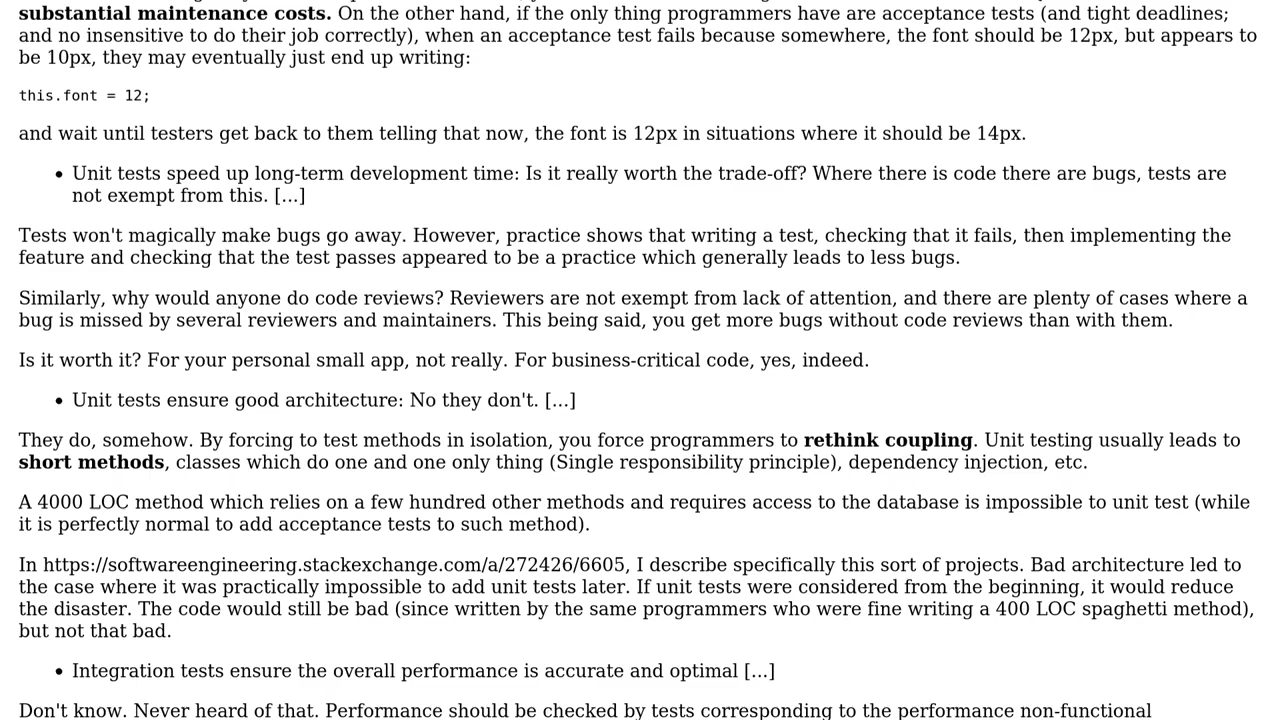 substantial maintenance costs. On the other hand, if the only thing programmers have are acceptance tests (and tight deadlines;
and no insensitive to do their job correctly), when an acceptance test fails because somewhere, the font should be 12px, but appears to
be 10px, they may eventually just end up writing:
this.font = 12;
and wait until testers get back to them telling that now, the font is 12px in situations where it should be 14px.
• Unit tests speed up long-term development time: Is it really worth the trade-off? Where there is code there are bugs, tests are
not exempt from this. [...]
Tests won't magically make bugs go away. However, practice shows that writing a test, checking that it fails, then implementing the
feature and checking that the test passes appeared to be a practice which generally leads to less bugs.
Similarly, why would anyone do code reviews? Reviewers are not exempt from lack of attention, and there are plenty of cases where a
bug is missed by several reviewers and maintainers. This being said, you get more bugs without code reviews than with them.
Is it worth it? For your personal small app, not really. For business-critical code, yes, indeed.
• Unit tests ensure good architecture: No they don't. [...]
They do, somehow. By forcing to test methods in isolation, you force programmers to rethink coupling. Unit testing usually leads to
short methods, classes which do one and one only thing (Single responsibility principle), dependency injection, etc.
A 4000 LOC method which relies on a few hundred other methods and requires access to the database is impossible to unit test (while
it is perfectly normal to add acceptance tests to such method).
In https://softwareengineering.stackexchange.com/a/272426/6605, I describe specifically this sort of projects. Bad architecture led to
the case where it was practically impossible to add unit tests later. If unit tests were considered from the beginning, it would reduce
the disaster. The code would still be bad (since written by the same programmers who were fine writing a 400 LOC spaghetti method),
but not that bad.
• Integration tests ensure the overall performance is accurate and optimal [...]
Don't know. Never heard of that. Performance should be checked by tests corresponding to the performance non-functional